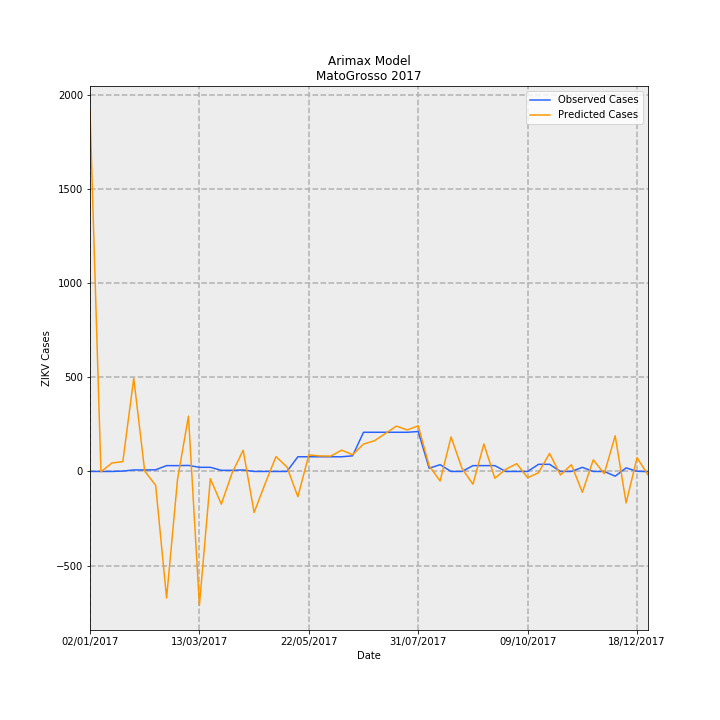 Arimax Model
MatoGrosso 2017
Observed Cases
Predicted Cases
2000
1500
1000
500
0
−500
ZIKV Cases
02/01/2017
13/03/2017
22/05/2017
31/07/2017
09/10/2017
18/12/2017
Date